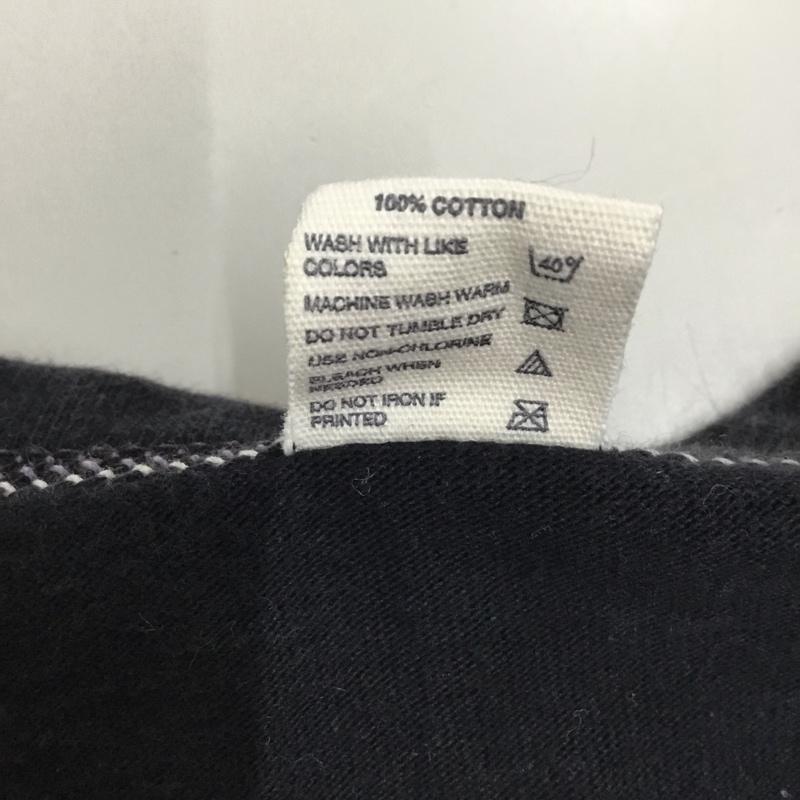 100% COTTON
WASH WITH LIKE
COLORS
40°
MACHINE WASH WARM
DO NOT TUMBLE DRY
USE NON-CHLORINE
BLEACH WHEN
NEEDED
DO NOT IRON IF
PRINTED